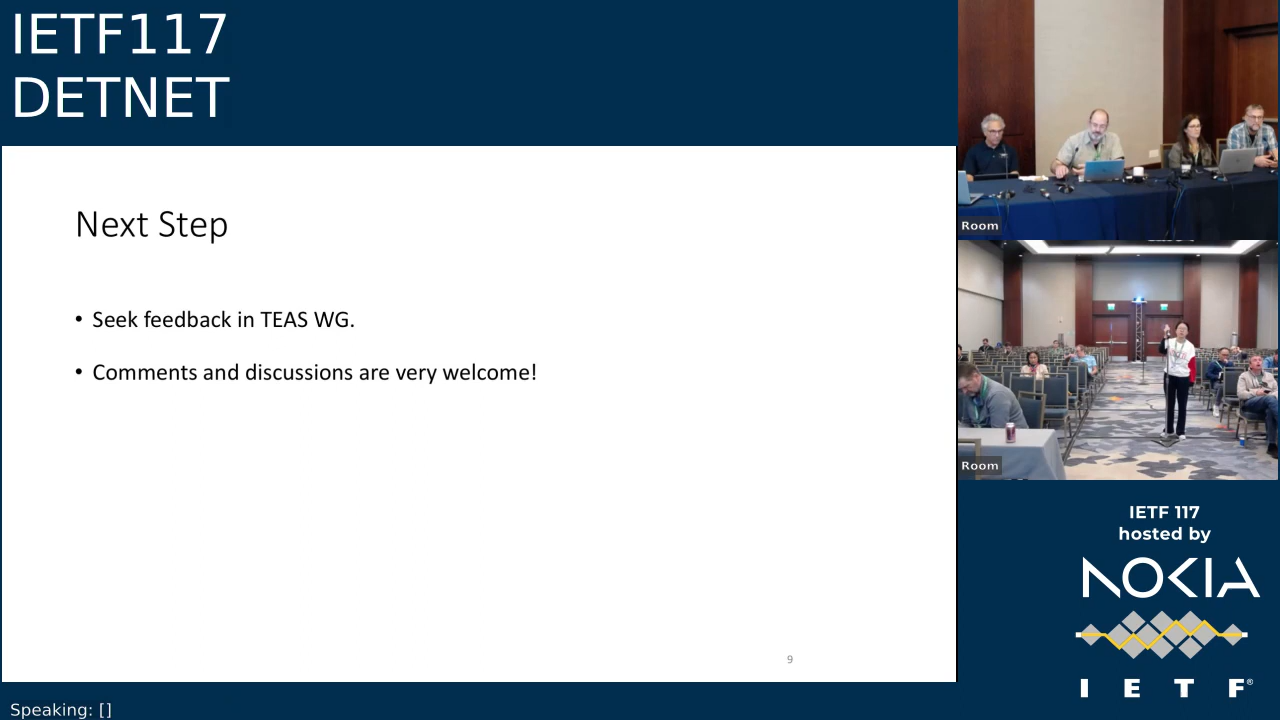 IETF117
DETNET
Next Step
• Seek feedback in TEAS WG.
• Comments and discussions are very welcome!
9
Room
Room
IETF 117
hosted by
NOKIA
I E T F®
Speaking: []